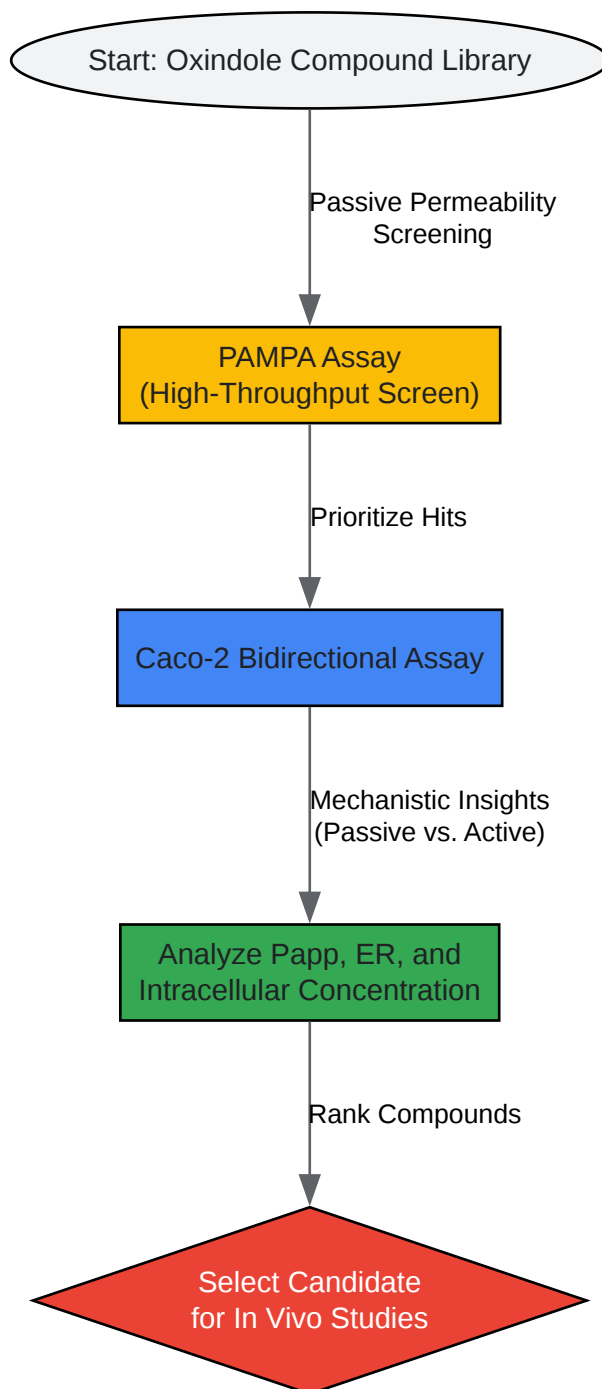 Start: Oxindole Compound Library
Passive Permeability
Screening
PAMPA Assay
(High-Throughput Screen)
Prioritize Hits
Caco-2 Bidirectional Assay
Mechanistic Insights
(Passive vs. Active)
Analyze Papp, ER, and
Intracellular Concentration
Rank Compounds
Select Candidate
for In Vivo Studies